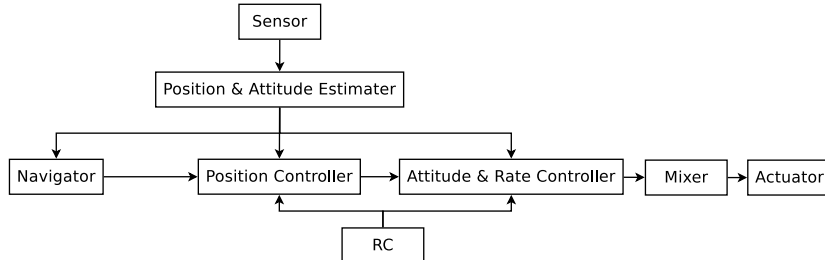 Sensor
Position & Attitude Estimater
Navigator
Position Controller
Attitude & Rate Controller
Mixer
Actuator
RC